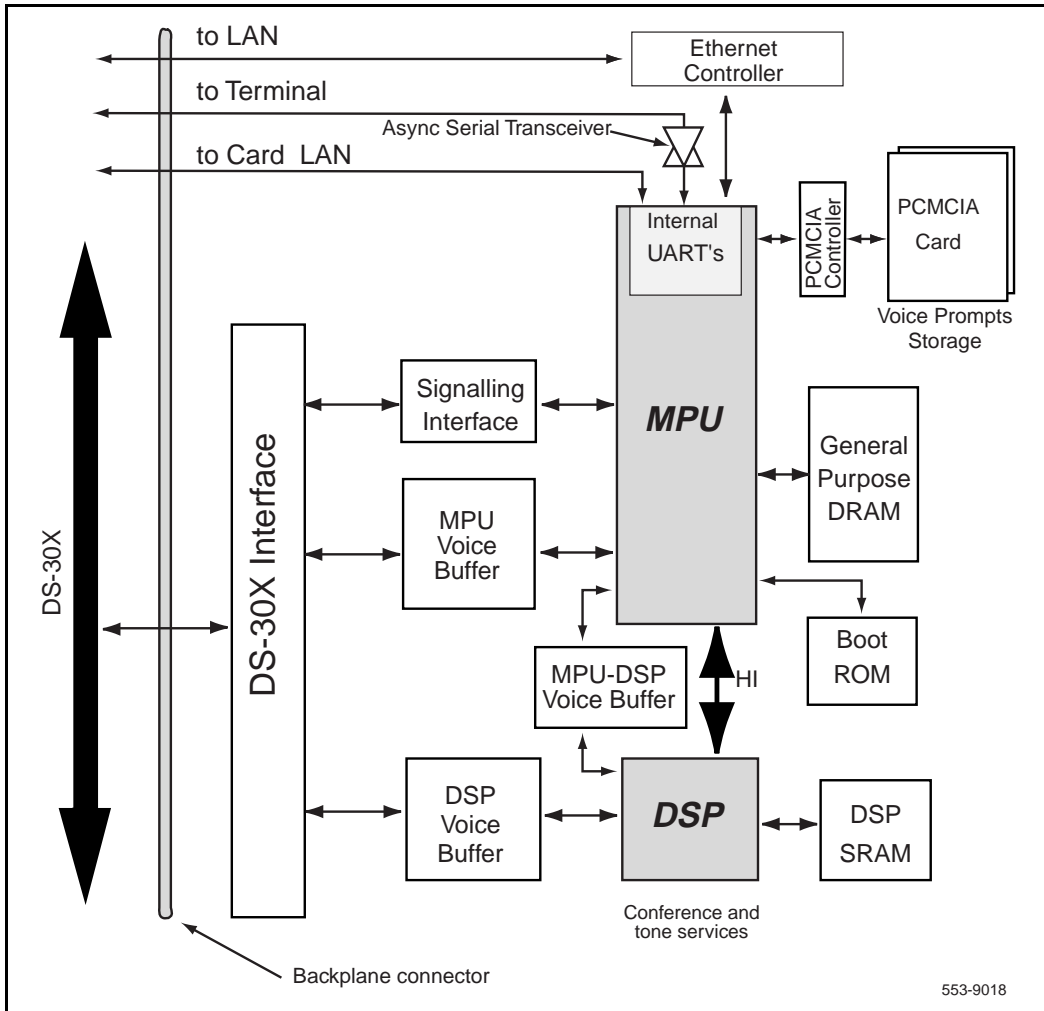 to LAN
Ethernet
Controller
to Terminal
Async Serial Transceiver
to Card LAN
Internal
UART's
PCMCIA
Controller
PCMCIA
Card
Voice Prompts
Storage
Signalling
Interface
MPU
General
Purpose
DRAM
DS-30X
DS-30X Interface
MPU
Voice
Buffer
Boot
ROM
MPU-DSP
Voice Buffer
HI
DSP
Voice
Buffer
DSP
DSP
SRAM
Conference and
tone services
Backplane connector
553-9018